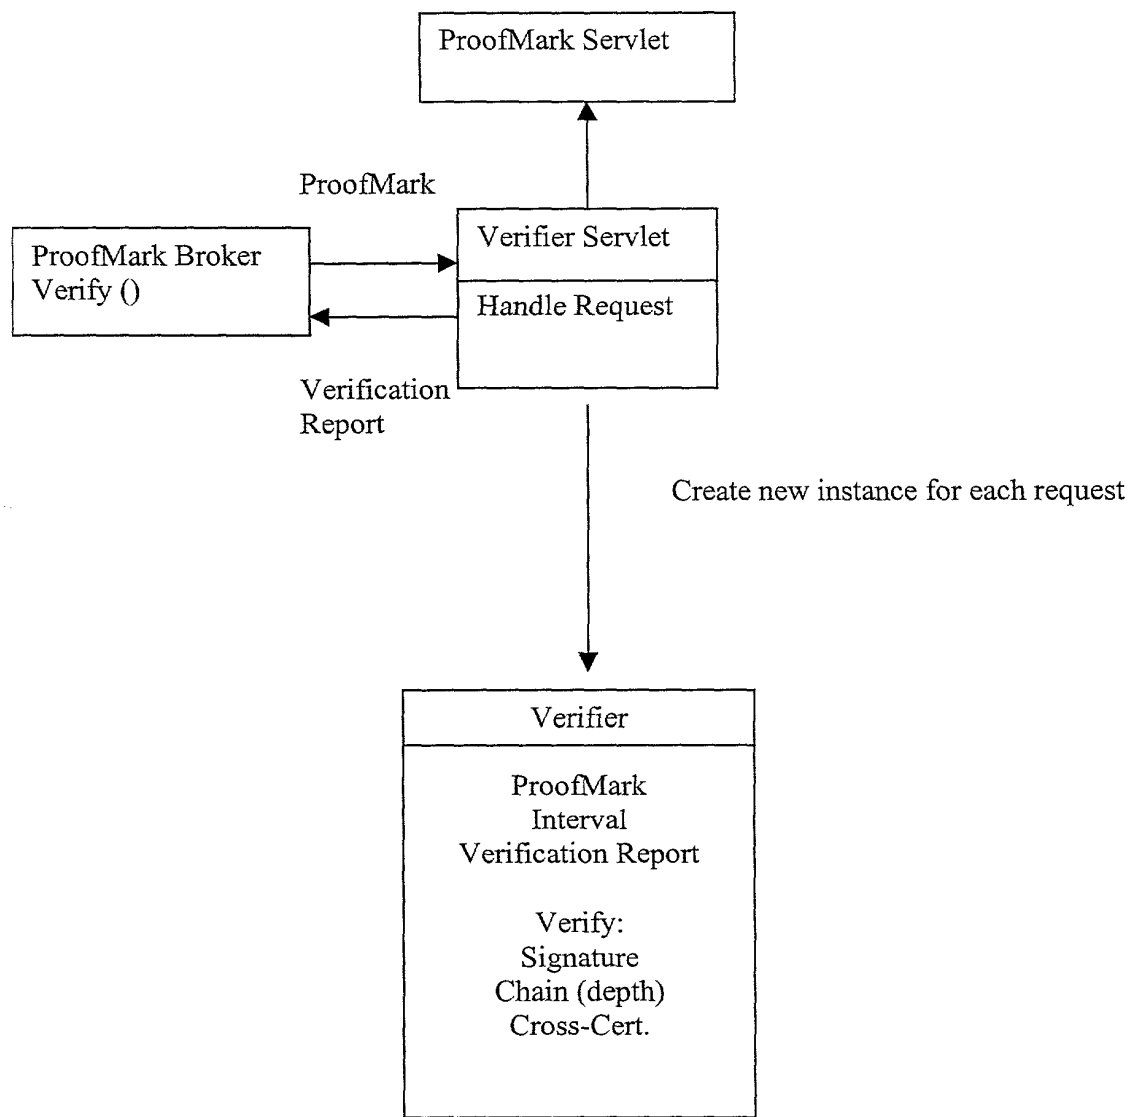 ProofMark Servlet
ProofMark
Verifier Servlet
ProofMark Broker
Verify ()
Handle Request
Verification
Report
Create new instance for each request
Verifier
ProofMark
Interval
Verification Report
Verify:
Signature
Chain (depth)
Cross-Cert.